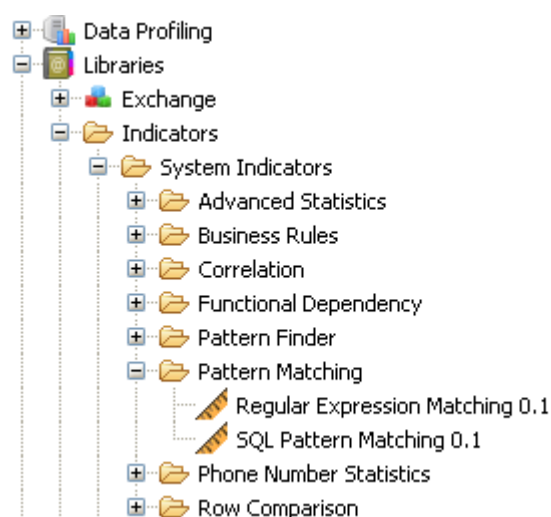 Data Profiling
Libraries
Exchange
Indicators
System Indicators
Advanced Statistics
Business Rules
Correlation
Functional Dependency
Pattern Finder
Pattern Matching
Regular Expression Matching 0.1
SQL Pattern Matching 0.1
Phone Number Statistics
Row Comparison